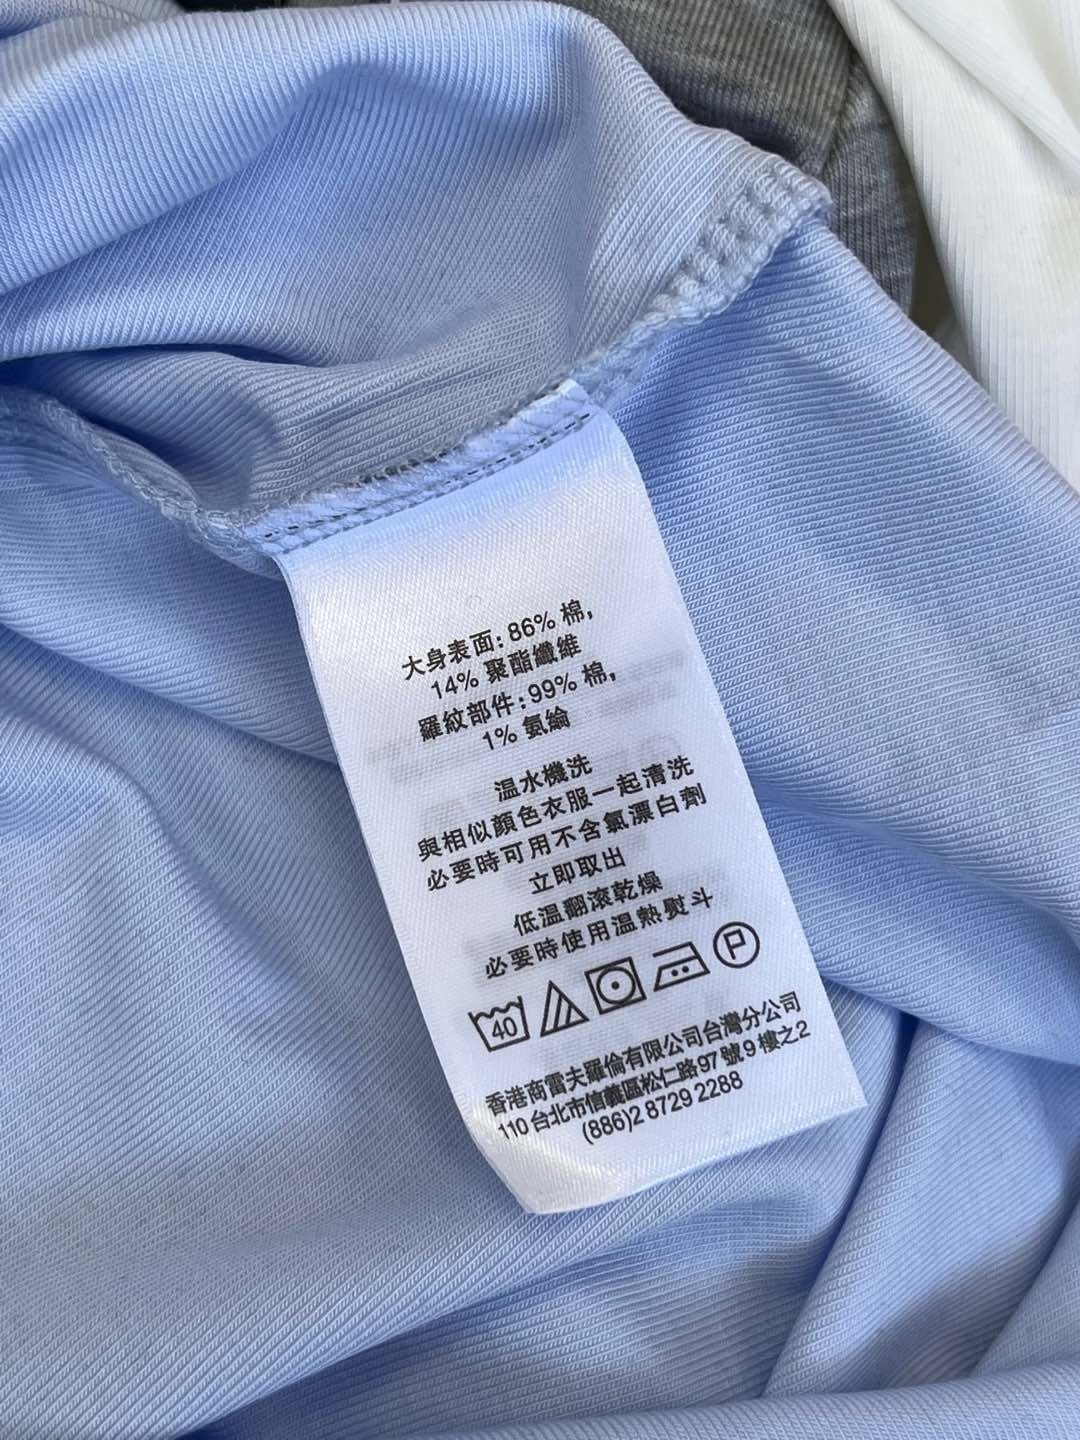 大身表面: 86% 棉,
14% 聚酯纖維
羅紋部件: 99% 棉,
1% 氨綸
温水機洗
與相似顏色衣服一起清洗
必要時可用不含氯漂白劑
立即取出
低溫翻滾乾燥
必要時使用溫熱熨斗
40
P
香港商雷夫羅倫有限公司台灣分公司
110 台北市信義區松仁路97號9樓之2
(886)2 8729 2288